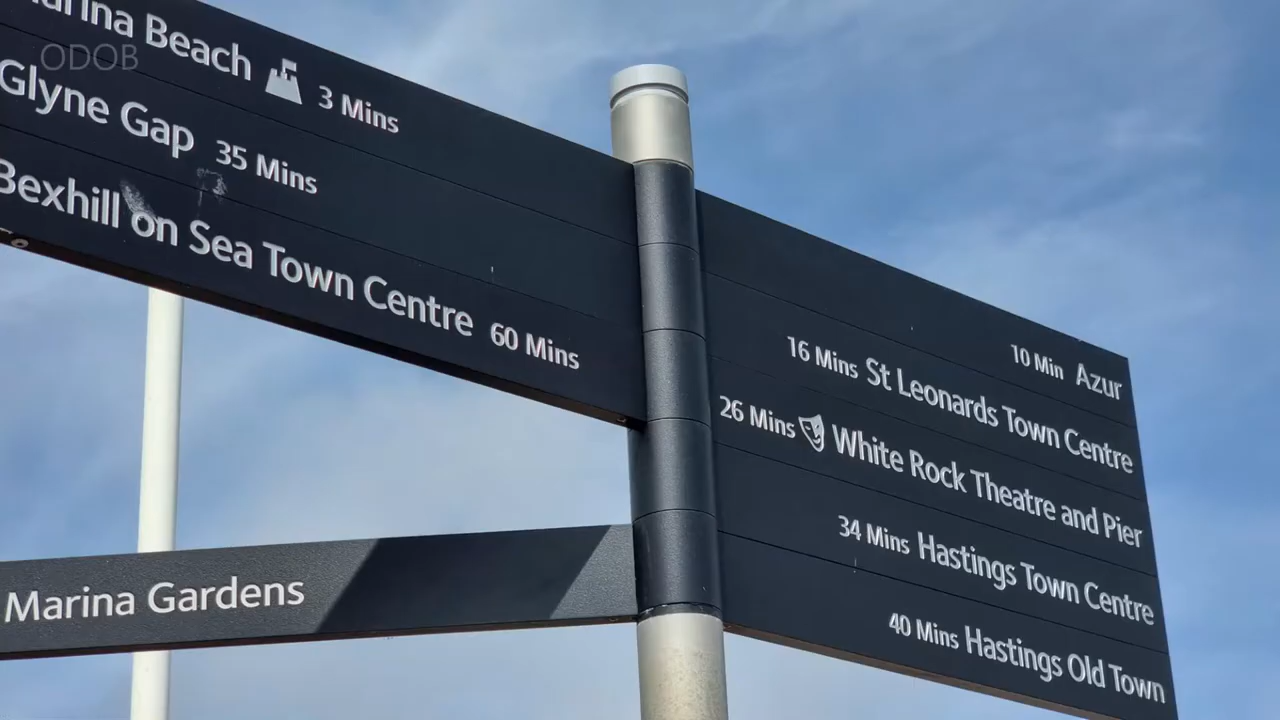 Beach 3 Mins
ODOB
Glyne Gap 35 Mins
Bexhill on Sea Town Centre 60 Mins
Marina Gardens
10 Min Azur
16 Mins St Leonards Town Centre
26 Mins White Rock Theatre and Pier
34 Mins Hastings Town Centre
40 Mins Hastings Old Town